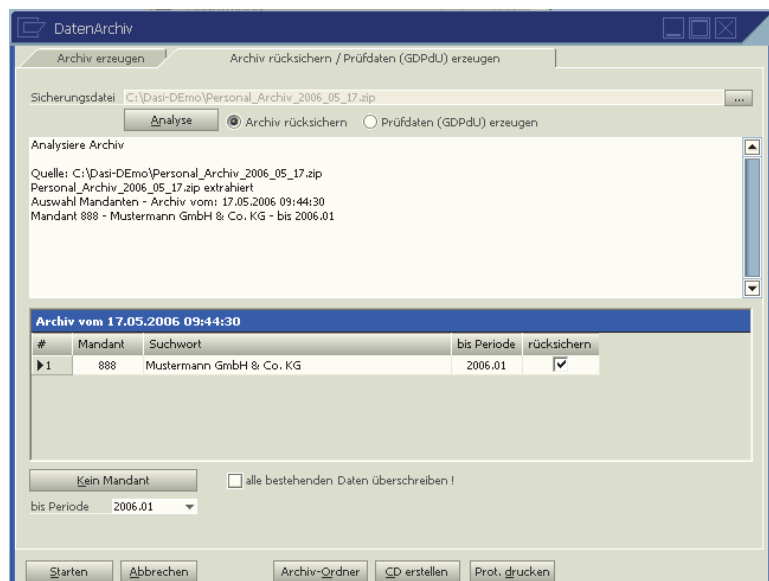 DatenArchiv
Archiv erzeugen Archiv rücksichern / Prüfdaten (GDPdU) erzeugen
Sicherungsdatei C:\Dasi-DEmo\Personal_Archiv_2006_05_17.zip ...
Analyse Archiv rücksichern Prüfdaten (GDPdU) erzeugen
Analysiere Archiv
Quelle: C:\Dasi-DEmo\Personal_Archiv_2006_05_17.zip
Personal_Archiv_2006_05_17.zip extrahiert
Auswahl Mandanten - Archiv vom: 17.05.2006 09:44:30
Mandant 888 - Mustermann GmbH & Co. KG - bis 2006.01
Archiv vom 17.05.2006 09:44:30
# Mandant Suchwort bis Periode rücksichern
1 888 Mustermann GmbH & Co. KG 2006.01
Kein Mandant alle bestehenden Daten überschreiben !
bis Periode 2006.01
Starten Abbrechen Archiv-Ordner CD erstellen Prot. drucken